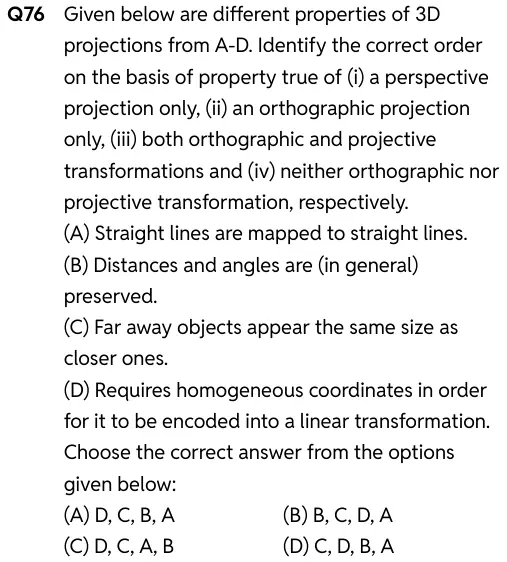 Q76 Given below are different properties of 3D
projections from A-D. Identify the correct order
on the basis of property true of (i) a perspective
projection only, (ii) an orthographic projection
only, (iii) both orthographic and projective
transformations and (iv) neither orthographic nor
projective transformation, respectively.
(A) Straight lines are mapped to straight lines.
(B) Distances and angles are (in general)
preserved.
(C) Far away objects appear the same size as
closer ones.
(D) Requires homogeneous coordinates in order
for it to be encoded into a linear transformation.
Choose the correct answer from the options
given below:
(A) D, C, B, A (B) B, C, D, A
(C) D, C, A, B (D) C, D, B, A